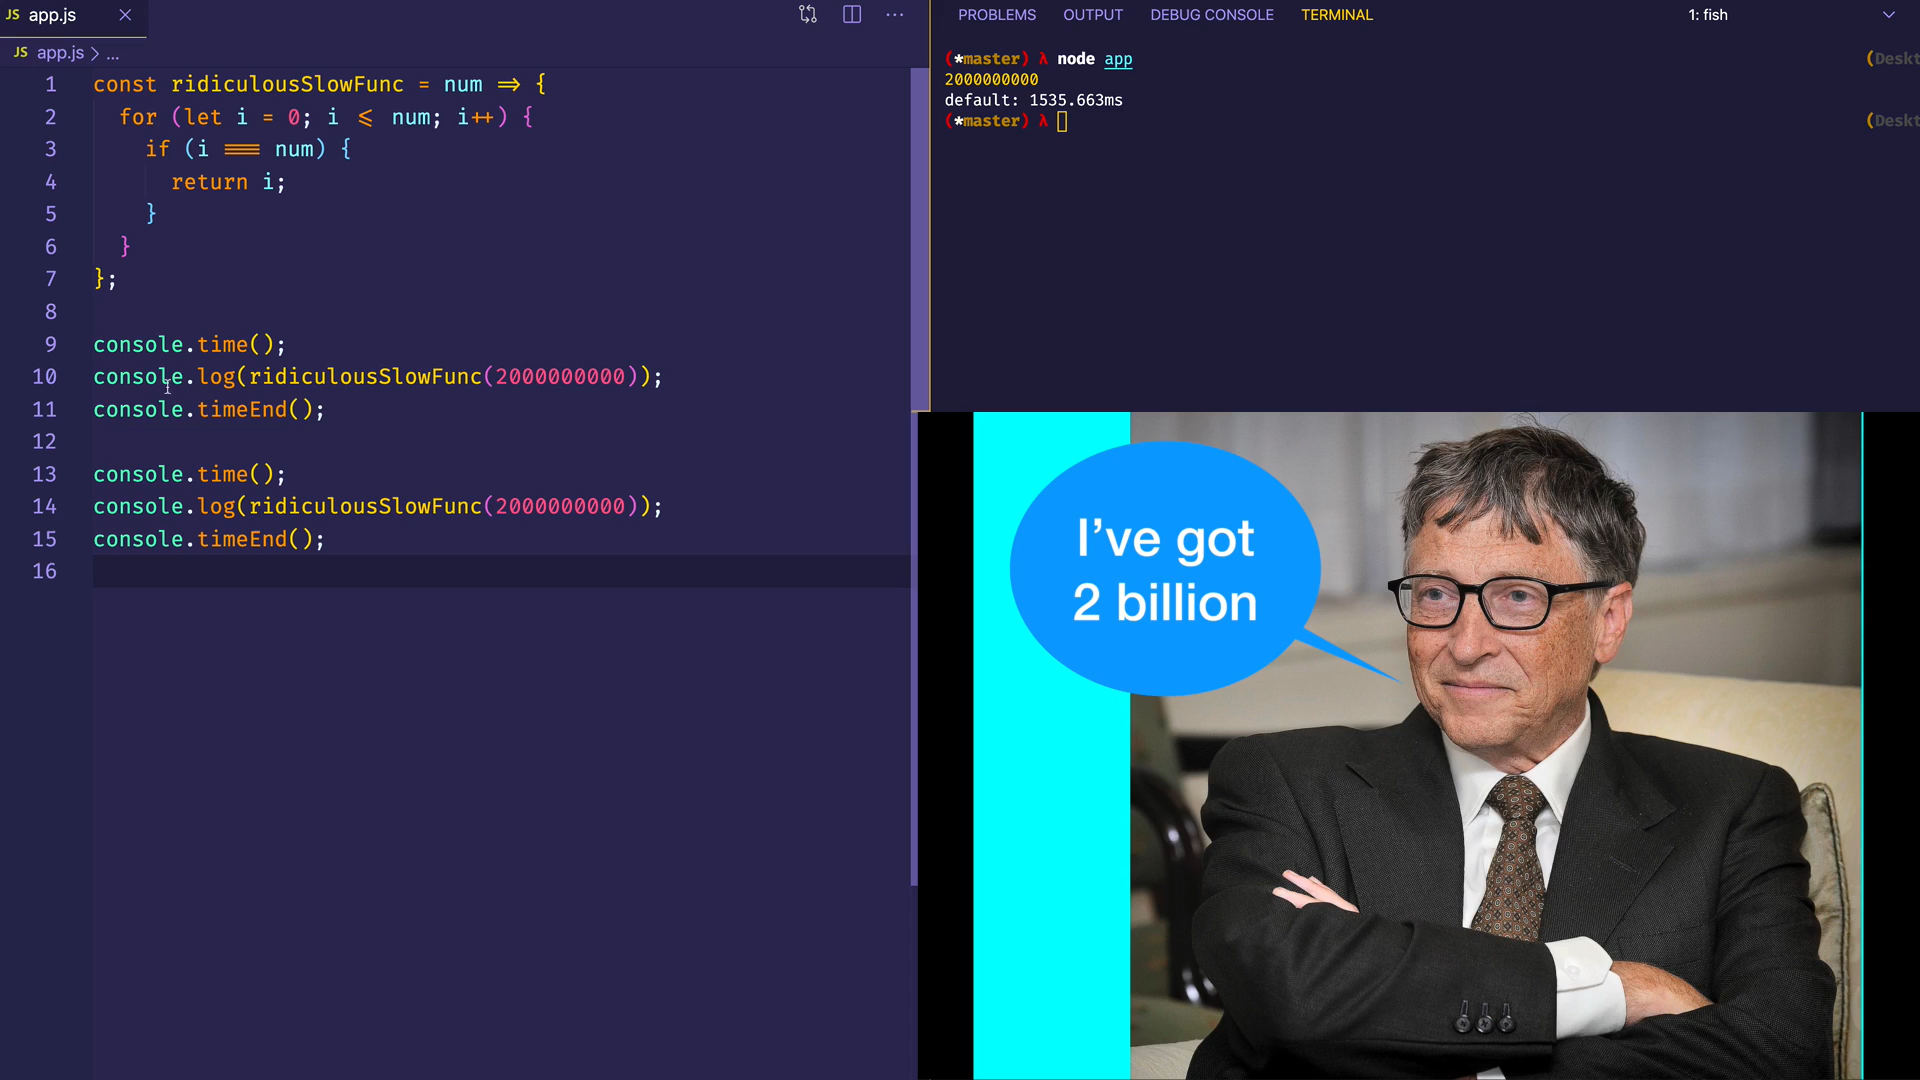 JS app.js
JS app.js > ...
1 const ridiculousSlowFunc = num => {
2 for (let i = 0; i <= num; i++) {
3 if (i === num) {
4 return i;
5 }
6 }
7 };
8
9 console.time();
10 console.log(ridiculousSlowFunc(2000000000));
11 console.timeEnd();
12
13 console.time();
14 console.log(ridiculousSlowFunc(2000000000));
15 console.timeEnd();
16
PROBLEMS OUTPUT DEBUG CONSOLE TERMINAL 1: fish
(*master) λ node app (Deskt
2000000000
default: 1535.663ms
(*master) λ (Deskt
I’ve got
2 billion